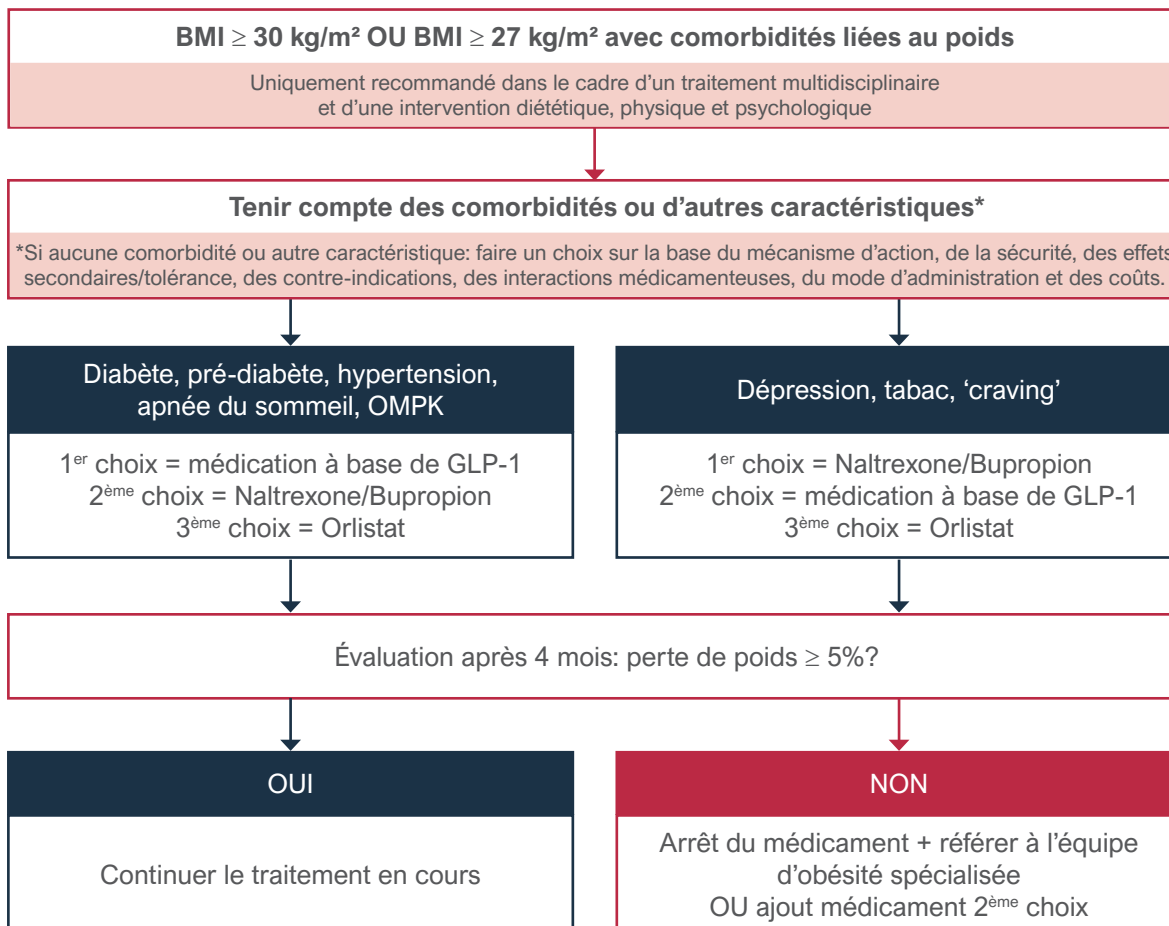 BMI ≥ 30 kg/m² OU BMI ≥ 27 kg/m² avec comorbidités liées au poids
Uniquement recommandé dans le cadre d'un traitement multidisciplinaire
et d'une intervention diététique, physique et psychologique
Tenir compte des comorbidités ou d'autres caractéristiques*
*Si aucune comorbidité ou autre caractéristique: faire un choix sur la base du mécanisme d'action, de la sécurité, des effets
secondaires/tolérance, des contre-indications, des interactions médicamenteuses, du mode d'administration et des coûts.
Diabète, pré-diabète, hypertension,
apnée du sommeil, OMPK
1er choix = médication à base de GLP-1
2ème choix = Naltrexone/Bupropion
3ème choix = Orlistat
Dépression, tabac, 'craving'
1er choix = Naltrexone/Bupropion
2ème choix = médication à base de GLP-1
3ème choix = Orlistat
Évaluation après 4 mois: perte de poids ≥ 5%?
OUI
Continuer le traitement en cours
NON
Arrêt du médicament + référer à l'équipe
d'obésité spécialisée
OU ajout médicament 2ème choix